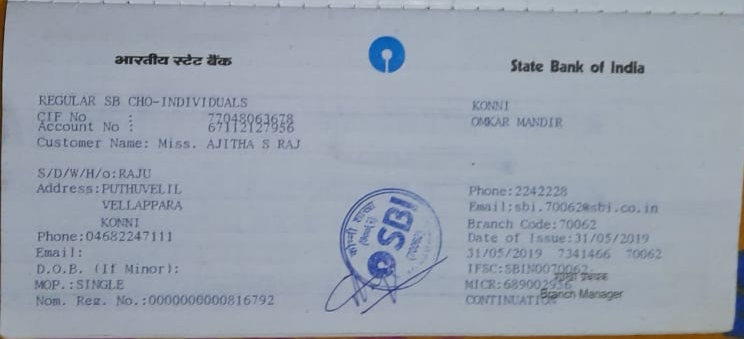 भारतीय स्टेट बैंक
State Bank of India
REGULAR SB CHO-INDIVIDUALS
CIF No : 77048063678
Account No : 67112127956
Customer Name: Miss. AJITHA S RAJ
S/D/W/H/o:RAJU
Address:PUTHUVELIL
VELLAPPARA
KONNI
Phone:04682247111
Email:
D.O.B. (If Minor):
MOP.:SINGLE
Nom. Reg. No.:0000000000816792
KONNI
OMKAR MANDIR
Phone:2242228
Email:sbi.70062@sbi.co.in
Branch Code:70062
Date of Issue:31/05/2019
31/05/2019 7341466 70062
IFSC:SBIN0070062
शाखा प्रबंधक
MICR:689002956
CONTINUATION
Branch Manager
कोन्नी शाखा
SBI